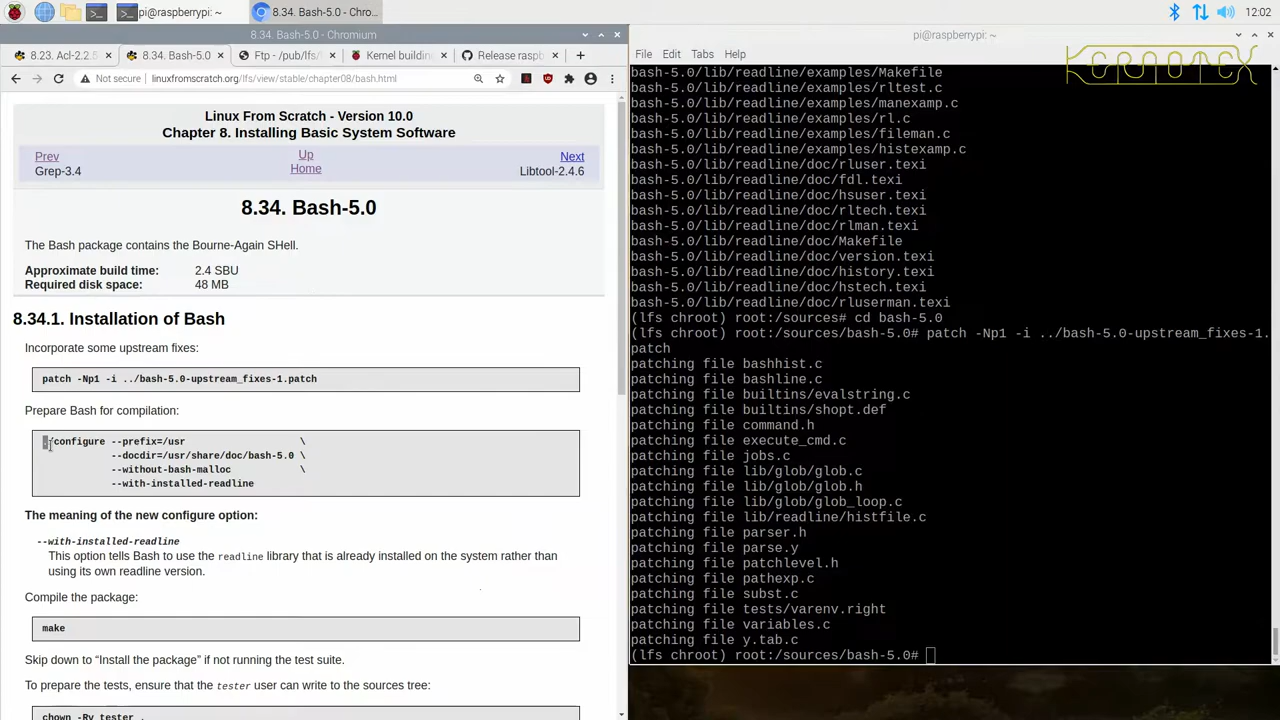 pi@raspberrypi: ~
8.34. Bash-5.0 - Chro...
12:02
8.34. Bash-5.0 - Chromium
pi@raspberrypi: ~
8.23. Acl-2.2.5
8.34. Bash-5.0
Ftp - /pub/lfs/
Kernel building
Release raspb
File Edit Tabs Help
KERNOTEX
Not secure | linuxfromscratch.org/lfs/view/stable/chapter08/bash.html
Linux From Scratch - Version 10.0
Chapter 8. Installing Basic System Software
Prev
Up
Next
Grep-3.4
Home
Libtool-2.4.6
8.34. Bash-5.0
The Bash package contains the Bourne-Again SHell.
Approximate build time: 2.4 SBU
Required disk space: 48 MB
8.34.1. Installation of Bash
Incorporate some upstream fixes:
patch -Np1 -i ../bash-5.0-upstream_fixes-1.patch
Prepare Bash for compilation:
./configure --prefix=/usr \
--docdir=/usr/share/doc/bash-5.0 \
--without-bash-malloc \
--with-installed-readline
The meaning of the new configure option:
--with-installed-readline
This option tells Bash to use the readline library that is already installed on the system rather than
using its own readline version.
Compile the package:
make
Skip down to “Install the package” if not running the test suite.
To prepare the tests, ensure that the tester user can write to the sources tree:
chown -Rv tester .
bash-5.0/lib/readline/examples/Makefile
bash-5.0/lib/readline/examples/rltest.c
bash-5.0/lib/readline/examples/manexamp.c
bash-5.0/lib/readline/examples/rl.c
bash-5.0/lib/readline/examples/fileman.c
bash-5.0/lib/readline/examples/histexamp.c
bash-5.0/lib/readline/doc/rluser.texi
bash-5.0/lib/readline/doc/fdl.texi
bash-5.0/lib/readline/doc/hsuser.texi
bash-5.0/lib/readline/doc/rltech.texi
bash-5.0/lib/readline/doc/rlman.texi
bash-5.0/lib/readline/doc/Makefile
bash-5.0/lib/readline/doc/version.texi
bash-5.0/lib/readline/doc/history.texi
bash-5.0/lib/readline/doc/hstech.texi
bash-5.0/lib/readline/doc/rluserman.texi
(lfs chroot) root:/sources# cd bash-5.0
(lfs chroot) root:/sources/bash-5.0# patch -Np1 -i ../bash-5.0-upstream_fixes-1.
patch
patching file bashhist.c
patching file bashline.c
patching file builtins/evalstring.c
patching file builtins/shopt.def
patching file command.h
patching file execute_cmd.c
patching file jobs.c
patching file lib/glob/glob.c
patching file lib/glob/glob.h
patching file lib/glob/glob_loop.c
patching file lib/readline/histfile.c
patching file parser.h
patching file parse.y
patching file patchlevel.h
patching file pathexp.c
patching file subst.c
patching file tests/varenv.right
patching file variables.c
patching file y.tab.c
(lfs chroot) root:/sources/bash-5.0#